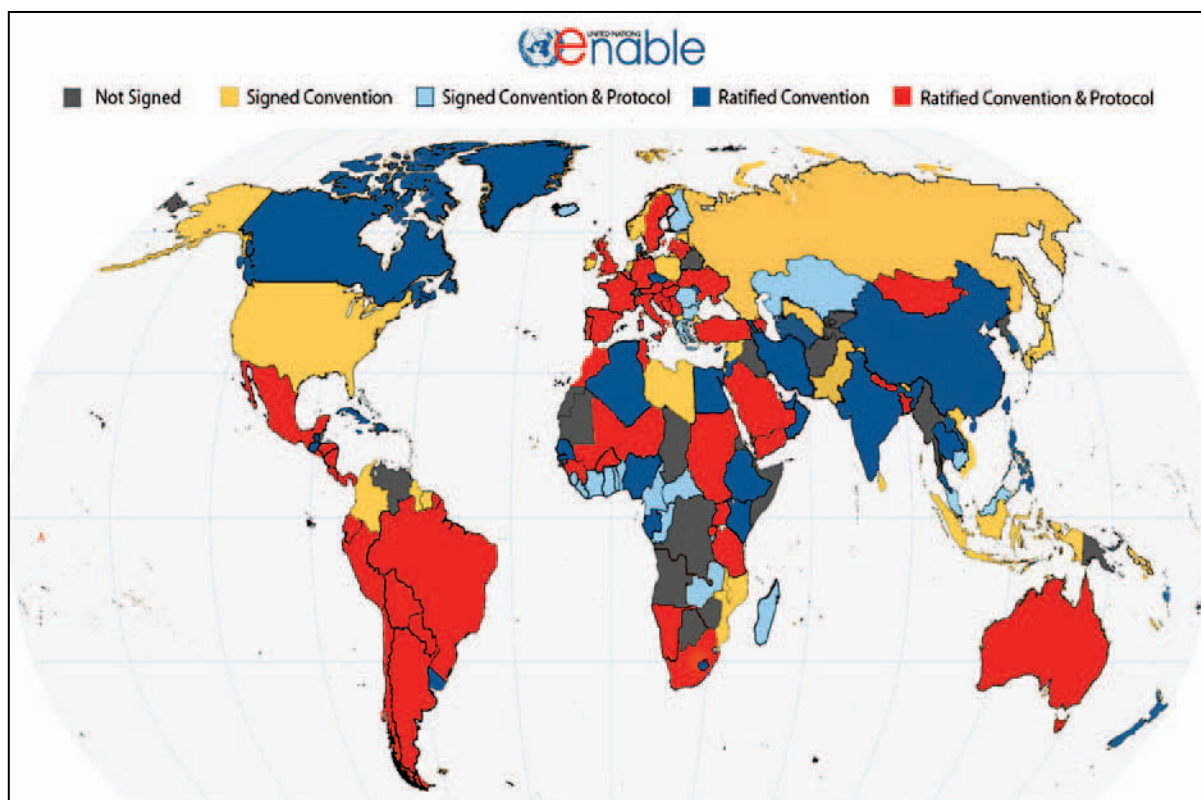 UNITED NATIONS
enable
Not Signed Signed Convention Signed Convention & Protocol Ratified Convention Ratified Convention & Protocol